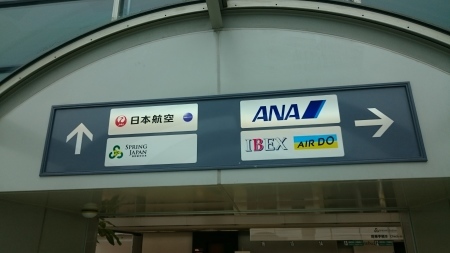 日本航空
SPRING
JAPAN
ANA
IBEX
AIR DO